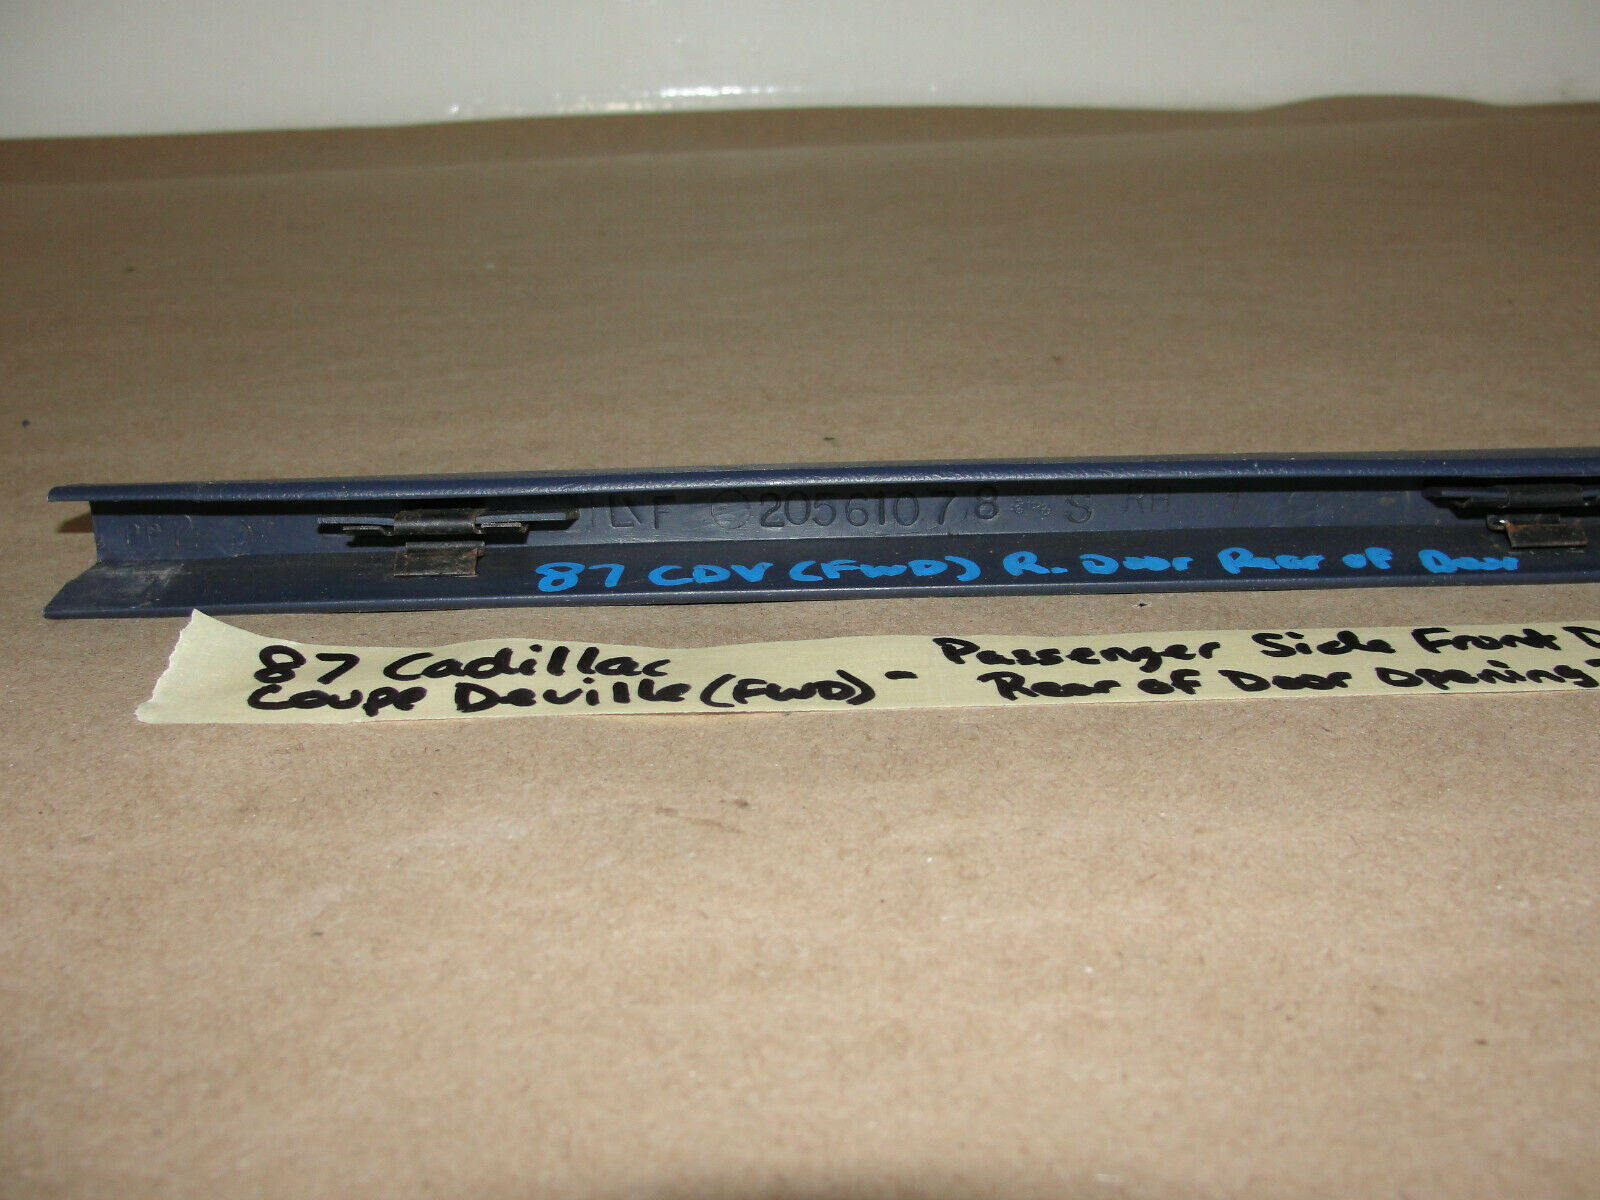 F 20561078 S RH
87 CDV (FWD) R. Door Rear of Door
87 Cadillac
Coupe Deville (FWD) -
Passenger Side Front D
Rear of Door Opening